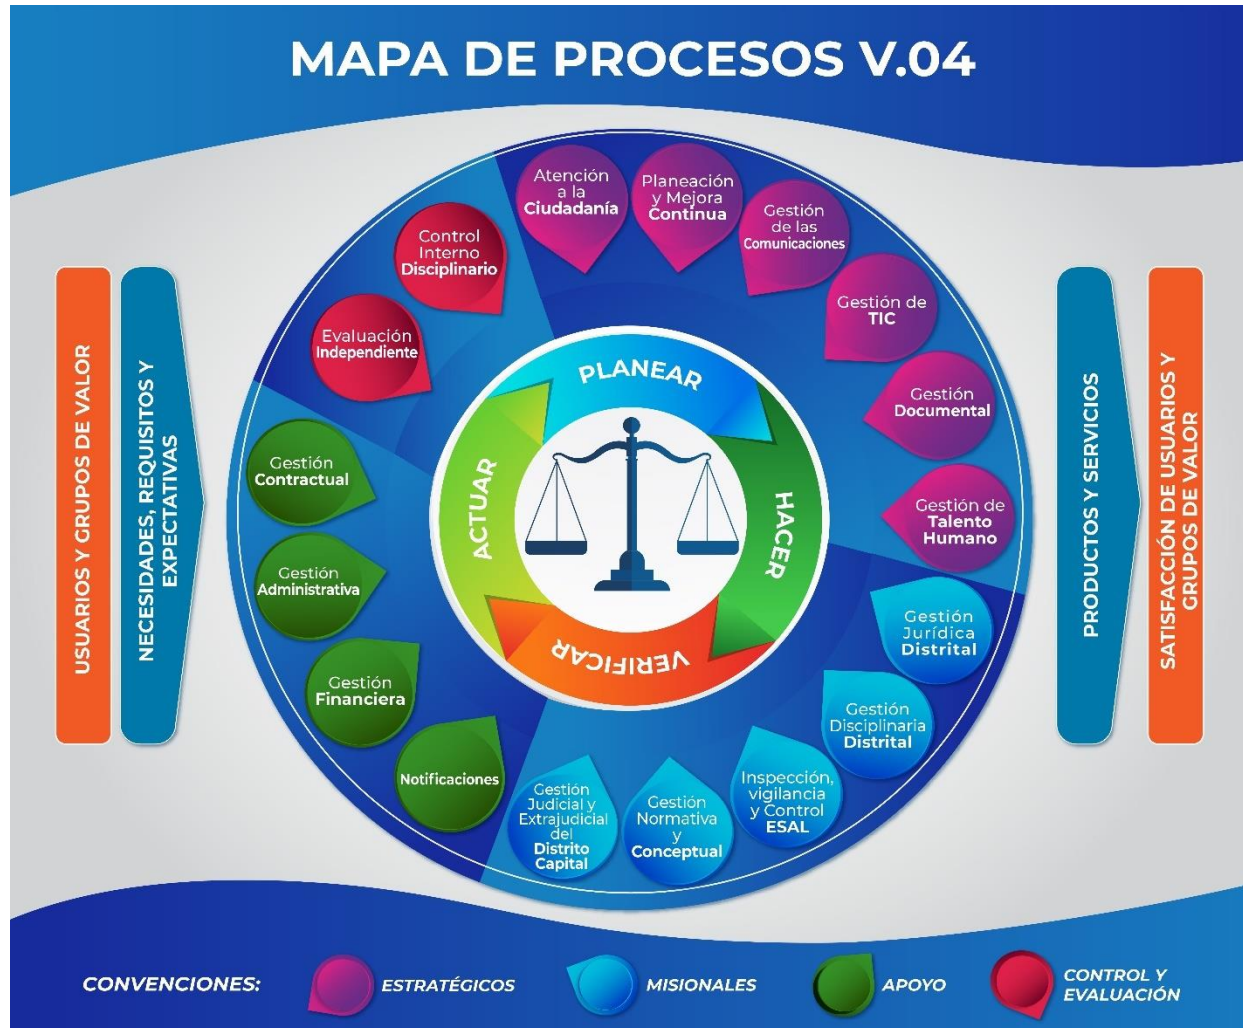 MAPA DE PROCESOS V.04
USUARIOS Y GRUPOS DE VALOR
NECESIDADES, REQUISITOS Y
EXPECTATIVAS
Atención
a la
Ciudadanía
Planeación
y Mejora
Continua
Gestión
de las
Comunicaciones
Gestión de
TIC
Gestión
Documental
Gestión de
Talento
Humano
Gestión
Jurídica
Distrital
Gestión
Disciplinaria
Distrital
Inspección,
vigilancia
y Control
ESAL
Gestión
Normativa
y
Conceptual
Gestión
Judicial y
Extrajudicial
del
Distrito
Capital
Notificaciones
Gestión
Financiera
Gestión
Administrativa
Gestión
Contractual
Evaluación
Independiente
Control
Interno
Disciplinario
PLANEAR
HACER
VERIFICAR
ACTUAR
PRODUCTOS Y SERVICIOS
SATISFACCIÓN DE USUARIOS Y
GRUPOS DE VALOR
CONVENCIONES:
ESTRATÉGICOS
MISIONALES
APOYO
CONTROL Y
EVALUACIÓN